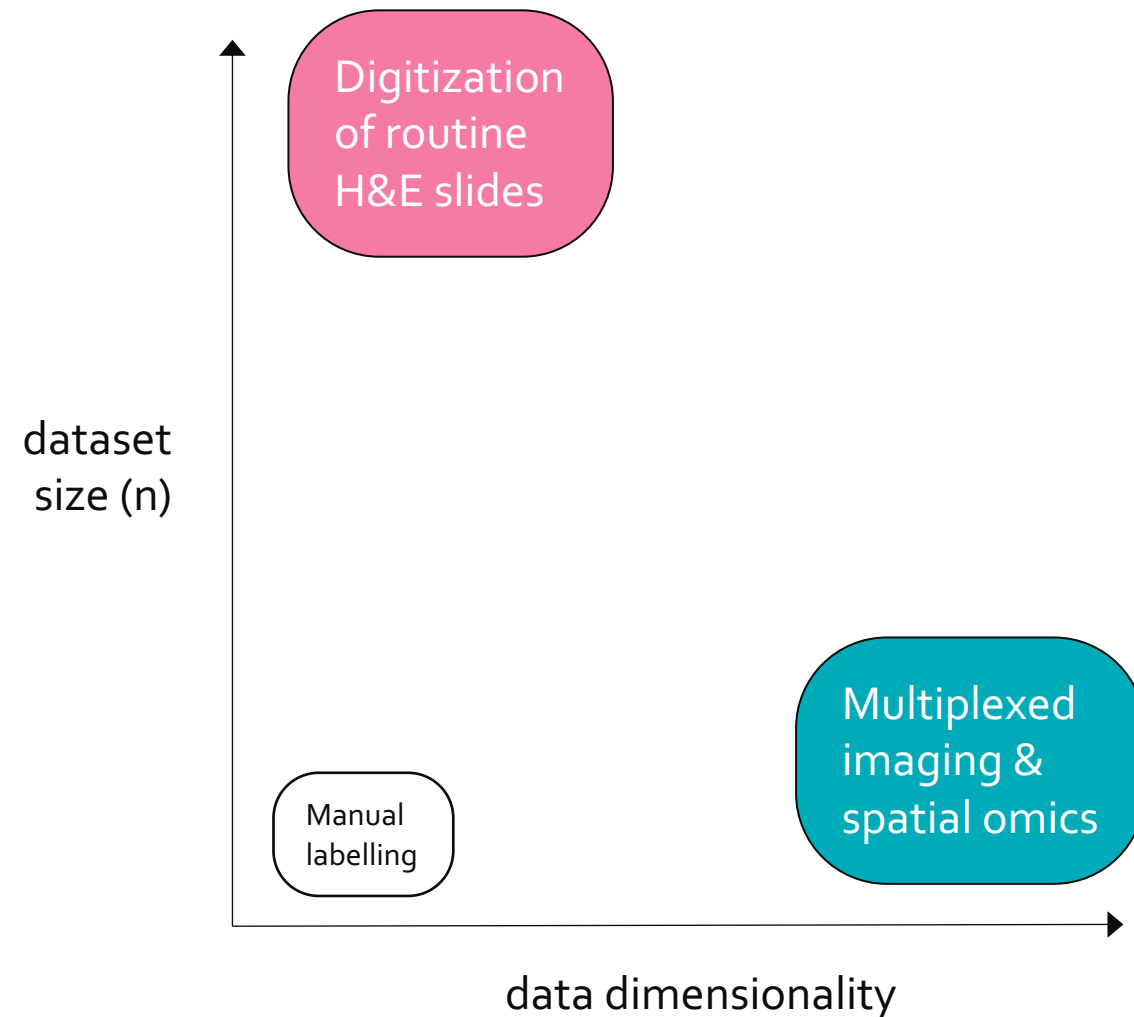 Digitization
of routine
H&E slides
dataset
size (n)
Multiplexed
imaging &
spatial omics
Manual
labelling
data dimensionality